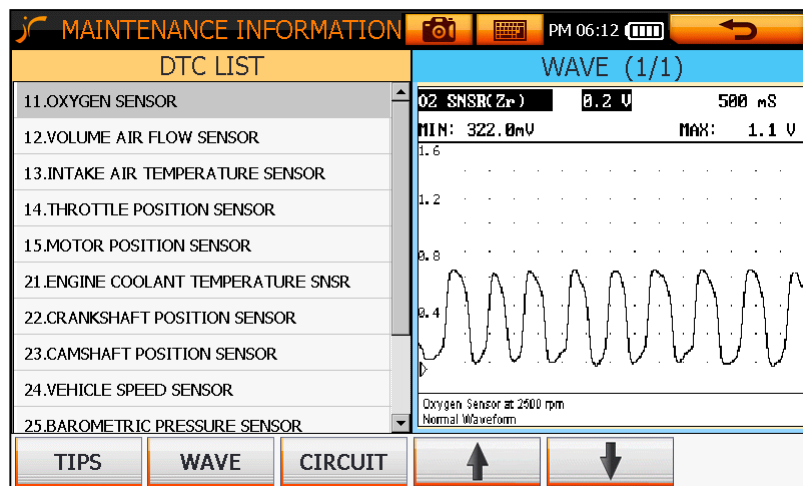 MAINTENANCE INFORMATION
PM 06:12
DTC LIST
11.OXYGEN SENSOR
12.VOLUME AIR FLOW SENSOR
13.INTAKE AIR TEMPERATURE SENSOR
14.THROTTLE POSITION SENSOR
15.MOTOR POSITION SENSOR
21.ENGINE COOLANT TEMPERATURE SNSR
22.CRANKSHAFT POSITION SENSOR
23.CAMSHAFT POSITION SENSOR
24.VEHICLE SPEED SENSOR
25.BAROMETRIC PRESSURE SENSOR
WAVE (1/1)
O2 SNSR(Zr) 0.2 V 500 mS
MIN: 322.0mV MAX: 1.1 V
1.6
1.2
0.8
0.4
Oxygen Sensor at 2500 rpm
Normal Waveform
TIPS WAVE CIRCUIT